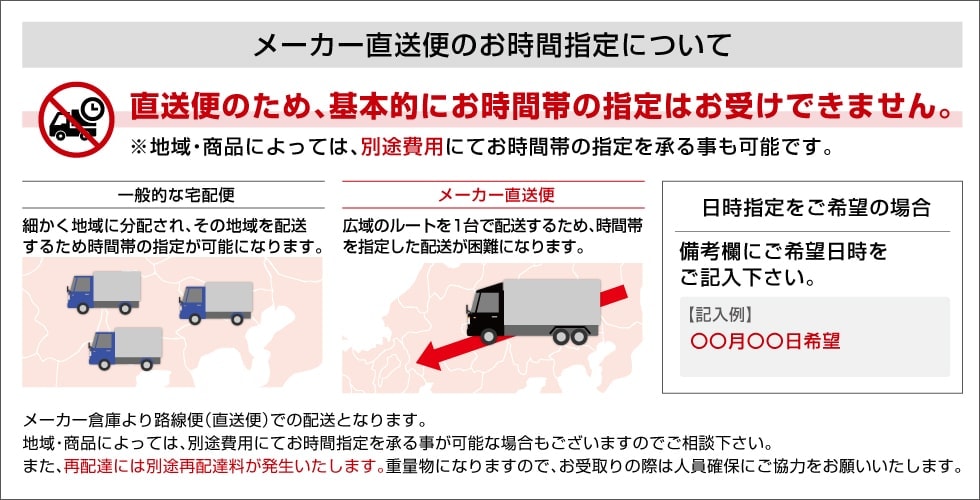 メーカー直送便のお時間指定について
直送便のため、基本的にお時間帯の指定はお受けできません。
※地域・商品によっては、別途費用にてお時間帯の指定を承る事も可能です。
一般的な宅配便
細かく地域に分配され、その地域を配送
するため時間帯の指定が可能になります。
メーカー直送便
広域のルートを1台で配送するため、時間帯
を指定した配送が困難になります。
日時指定をご希望の場合
備考欄にご希望日時を
ご記入下さい。
【記入例】
〇〇月〇〇日希望
メーカー倉庫より路線便(直送便)での配送となります。
地域・商品によっては、別途費用にてお時間指定を承る事が可能な場合もございますのでご相談下さい。
また、再配達には別途再配達料が発生いたします。重量物になりますので、お受取りの際は人員確保にご協力をお願いいたします。